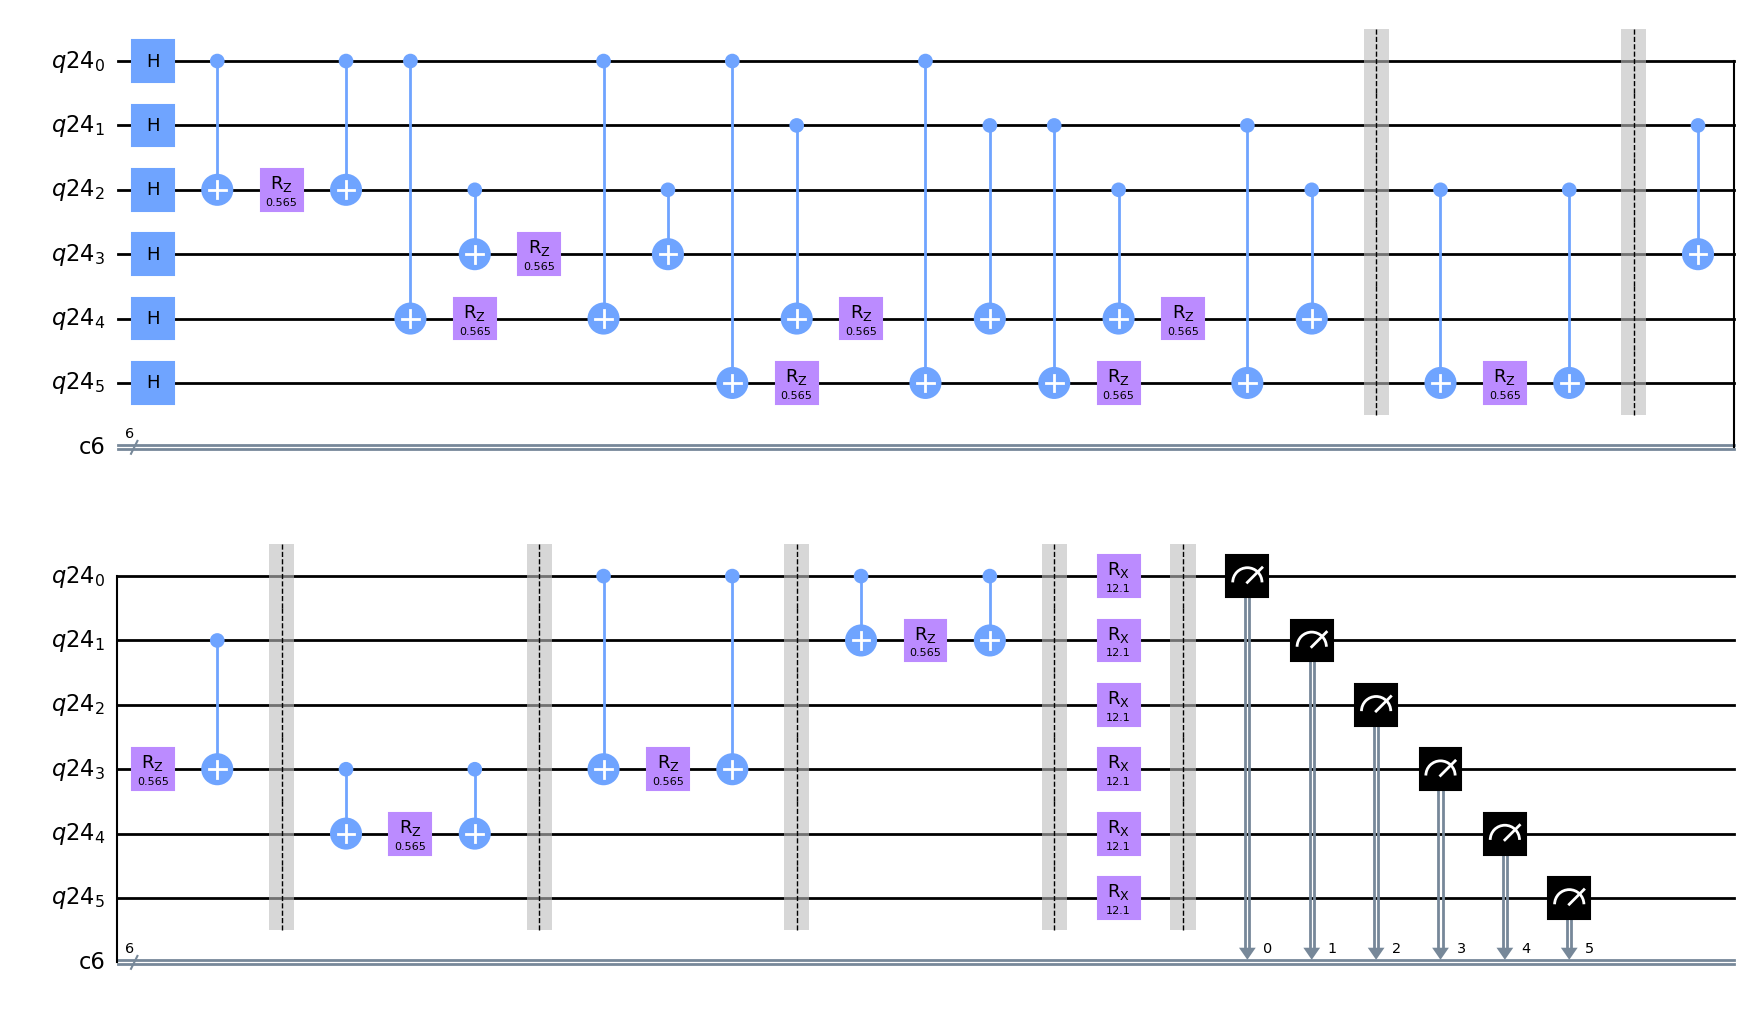 q24₀ H
q24₁ H
q24₂ H R_Z 0.565
q24₃ H R_Z 0.565
q24₄ H R_Z 0.565 R_Z 0.565 R_Z 0.565
q24₅ H R_Z 0.565 R_Z 0.565 R_Z 0.565
c6 6
q24₀ R_X 12.1
q24₁ R_Z 0.565 R_X 12.1
q24₂ R_X 12.1
q24₃ R_Z 0.565 R_Z 0.565 R_X 12.1
q24₄ R_Z 0.565 R_X 12.1
q24₅ R_X 12.1
c6 6 0 1 2 3 4 5